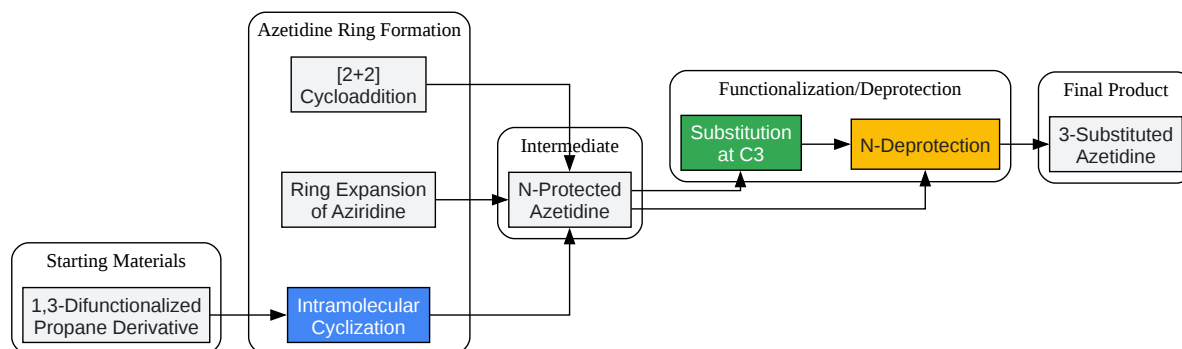 Azetidine Ring Formation
[2+2]
Cycloaddition
Ring Expansion
of Aziridine
Intramolecular
Cyclization
Starting Materials
1,3-Difunctionalized
Propane Derivative
Intermediate
N-Protected
Azetidine
Functionalization/Deprotection
Substitution
at C3
N-Deprotection
Final Product
3-Substituted
Azetidine